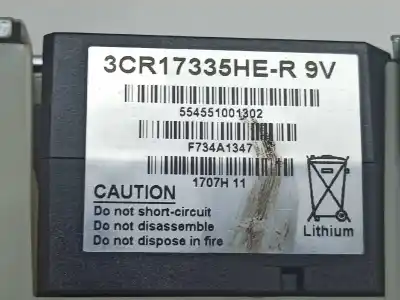 3CR17335HE-R 9V
554551001302
F734A1347
1707H 11
CAUTION
Do not short-circuit
Do not disassemble
Do not dispose in fire
Lithium